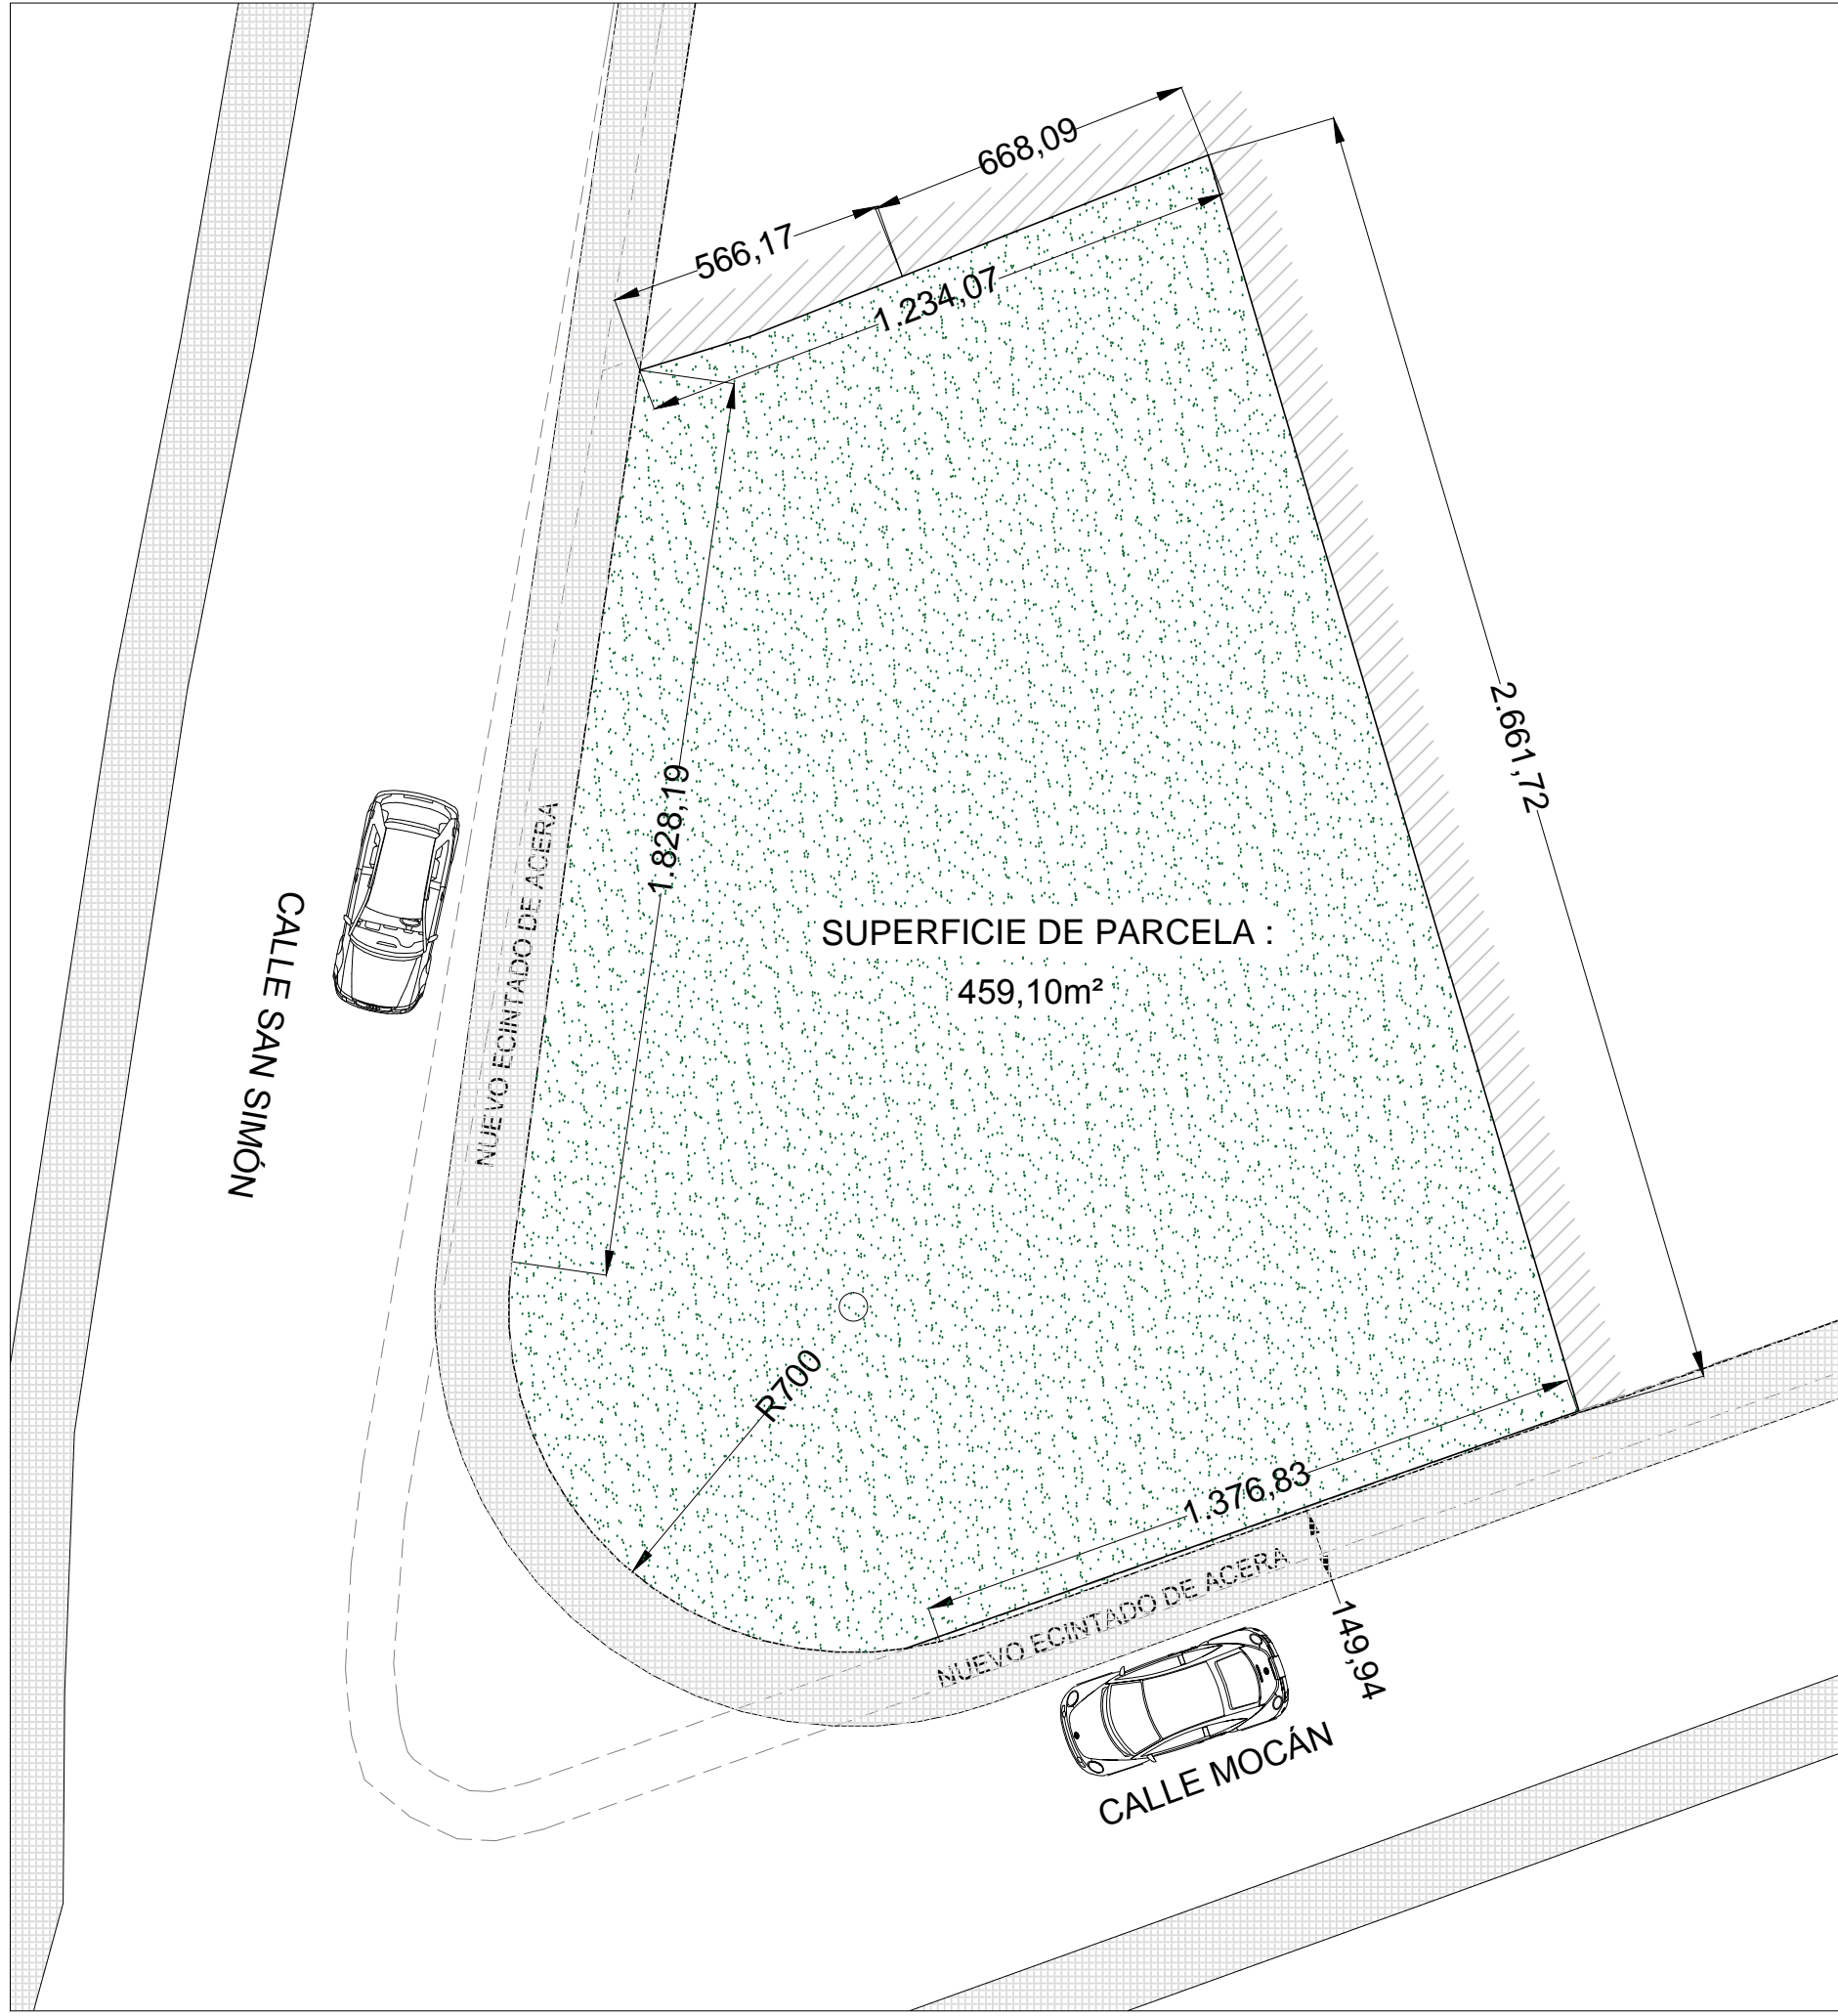 668,09
566,17
1.234,07
2.661,72
1.828,19
NUEVO ECINTADO DE ACERA
CALLE SAN SIMÓN
SUPERFICIE DE PARCELA :
459,10m²
R700
1.376,83
NUEVO ECINTADO DE ACERA
149,94
CALLE MOCÁN